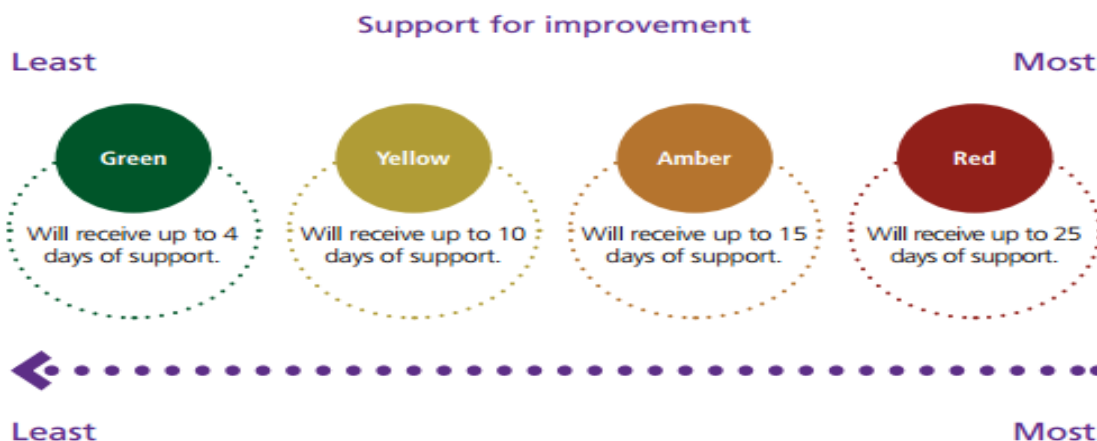 Support for improvement
Least
Most
Green
Will receive up to 4
days of support.
Yellow
Will receive up to 10
days of support.
Amber
Will receive up to 15
days of support.
Red
Will receive up to 25
days of support.
Least
Most